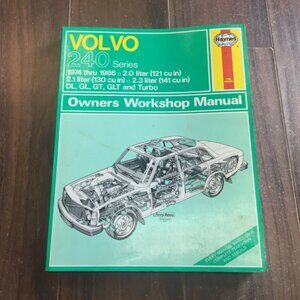 VOLVO
240 Series
1974 thru 1986 □ 2.0 liter (121 cu in)
2.1 liter (130 cu in) □ 2.3 liter (141 cu in)
DL, GL, GT, GLT and Turbo
Haynes
Owners Workshop Manual